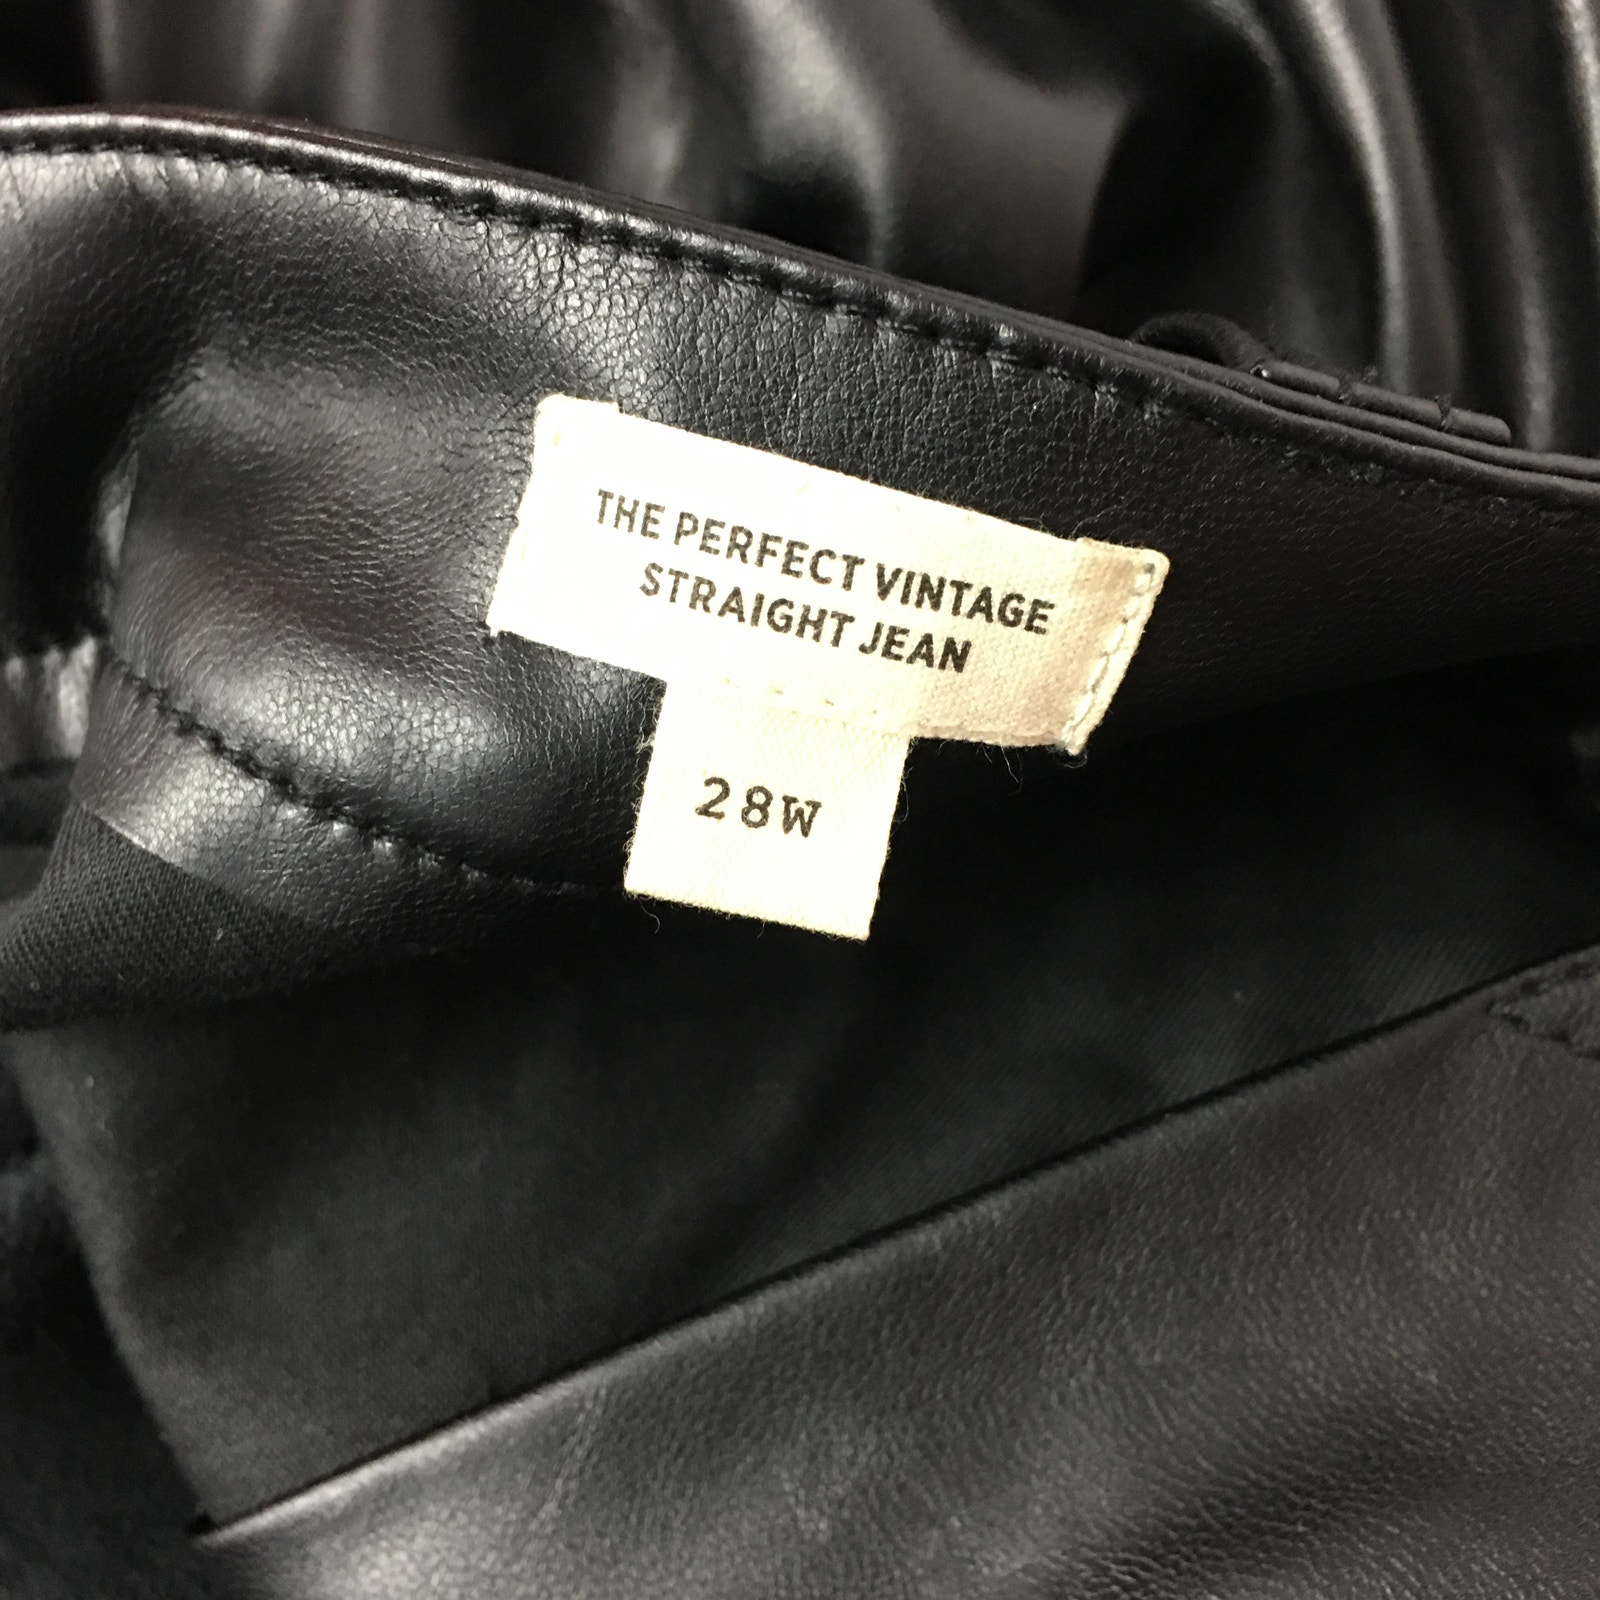 THE PERFECT VINTAGE
STRAIGHT JEAN
28W